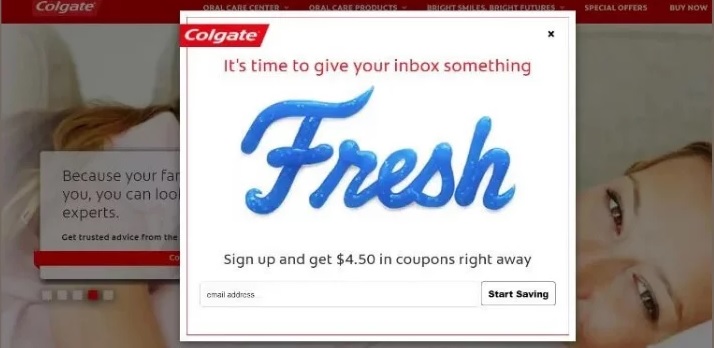 Colgate
ORAL CARE CENTER
ORAL CARE PRODUCTS
BRIGHT SMILES, BRIGHT FUTURES
SPECIAL OFFERS
BUY NOW
Colgate
x
It's time to give your inbox something
Fresh
Because your
you, you can
experts.
Get trusted advice from the
Sign up and get $4.50 in coupons right away
email address...
Start Saving